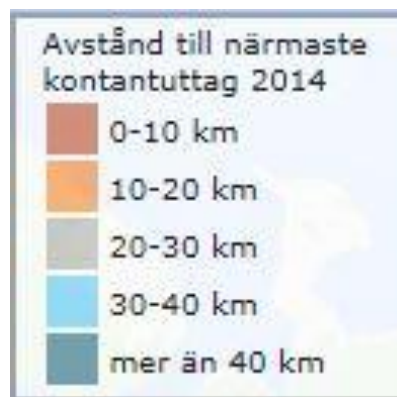 Avstånd till närmaste
kontantuttag 2014
0-10 km
10-20 km
20-30 km
30-40 km
mer än 40 km